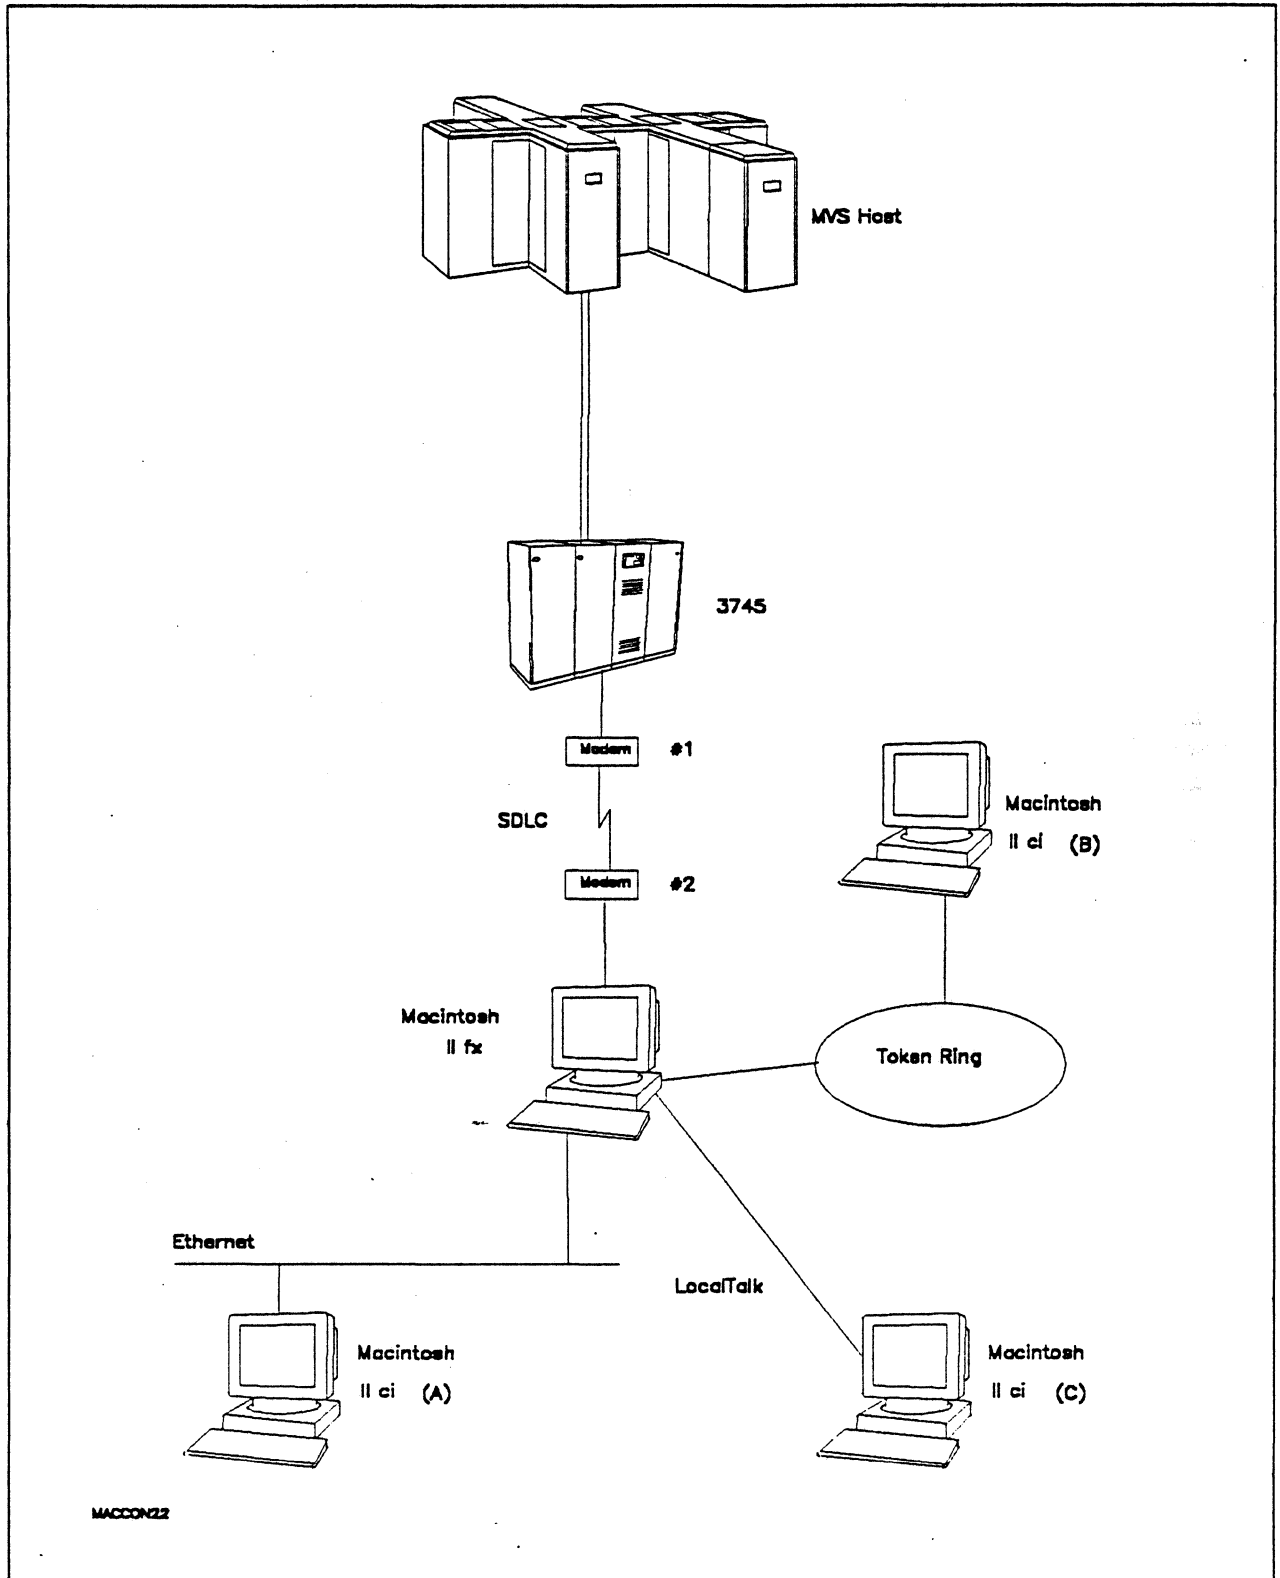 MVS Host
3745
Modem #1
SDLC
Modem #2
Macintosh
II ci (B)
Macintosh
II fx
Token Ring
Ethernet
LocalTalk
Macintosh
II ci (A)
Macintosh
II ci (C)
MACCON22